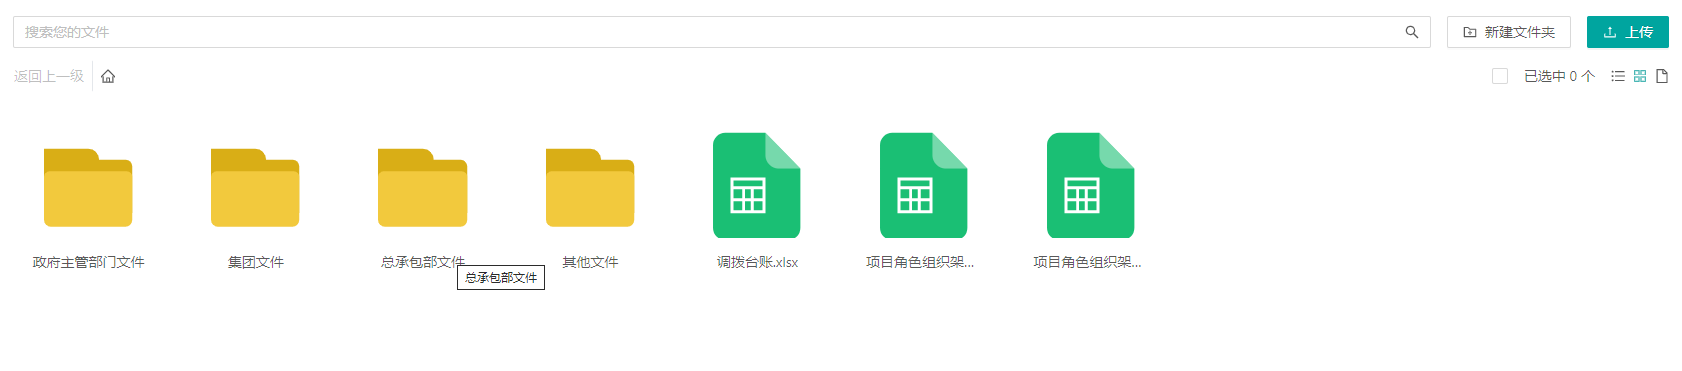 搜索您的文件
新建文件夹
上传
返回上一级
已选中 0 个
政府主管部门文件
集团文件
总承包部文件
其他文件
调拨台账.xlsx
项目角色组织架...
项目角色组织架...
总承包部文件